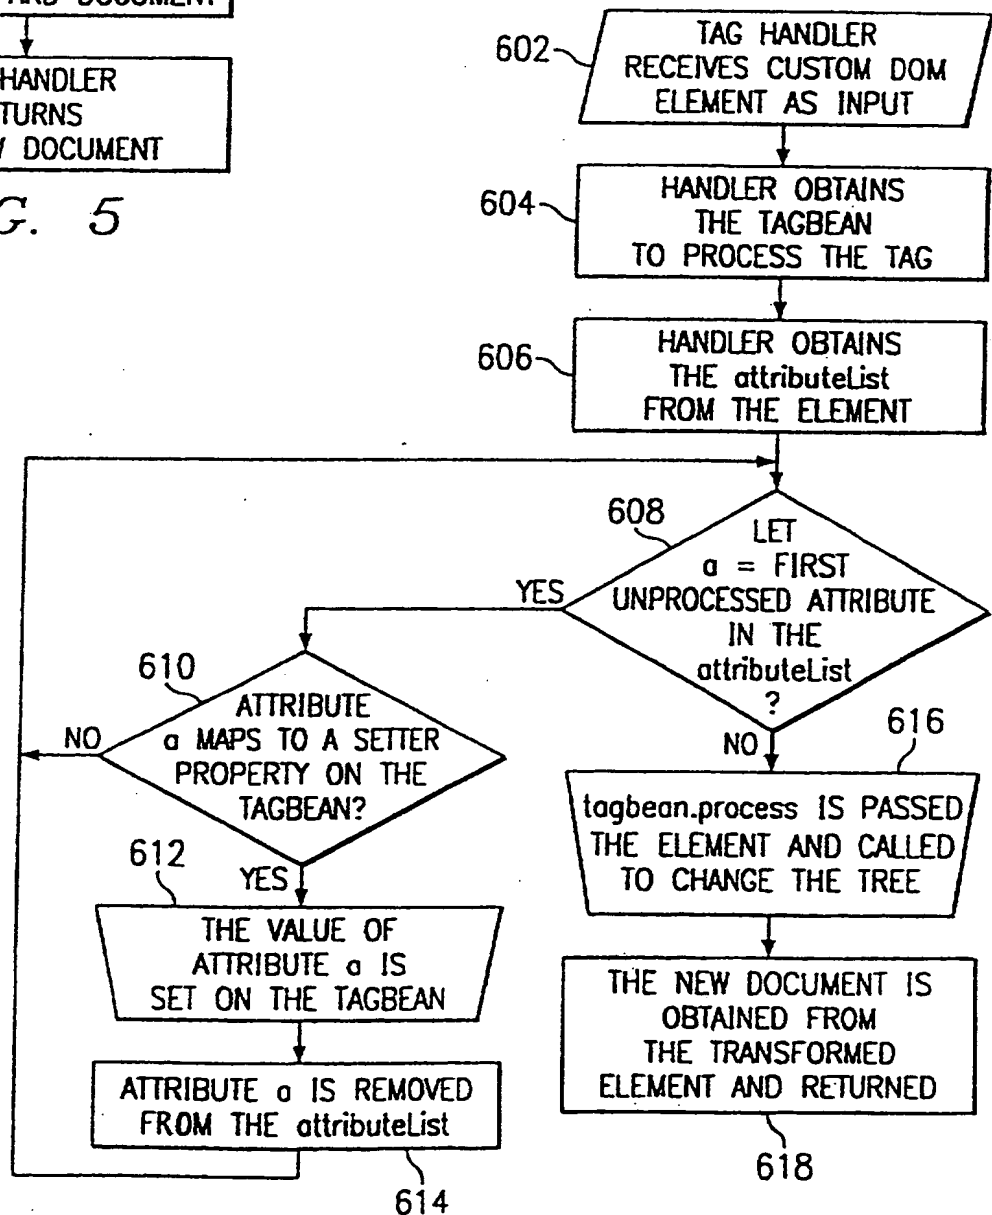 DOCUMENT
HANDLER
DOCUMENT
5
602
TAG HANDLER
RECEIVES CUSTOM DOM
ELEMENT AS INPUT
604
HANDLER OBTAINS
THE TAGBEAN
TO PROCESS THE TAG
606
HANDLER OBTAINS
THE attributeList
FROM THE ELEMENT
608
LET
a = FIRST
UNPROCESSED ATTRIBUTE
IN THE
attributeList
?
YES
NO
610
ATTRIBUTE
a MAPS TO A SETTER
PROPERTY ON THE
TAGBEAN?
NO
YES
612
THE VALUE OF
ATTRIBUTE a IS
SET ON THE TAGBEAN
ATTRIBUTE a IS REMOVED
FROM THE attributeList
614
616
tagbean.process IS PASSED
THE ELEMENT AND CALLED
TO CHANGE THE TREE
THE NEW DOCUMENT IS
OBTAINED FROM
THE TRANSFORMED
ELEMENT AND RETURNED
618